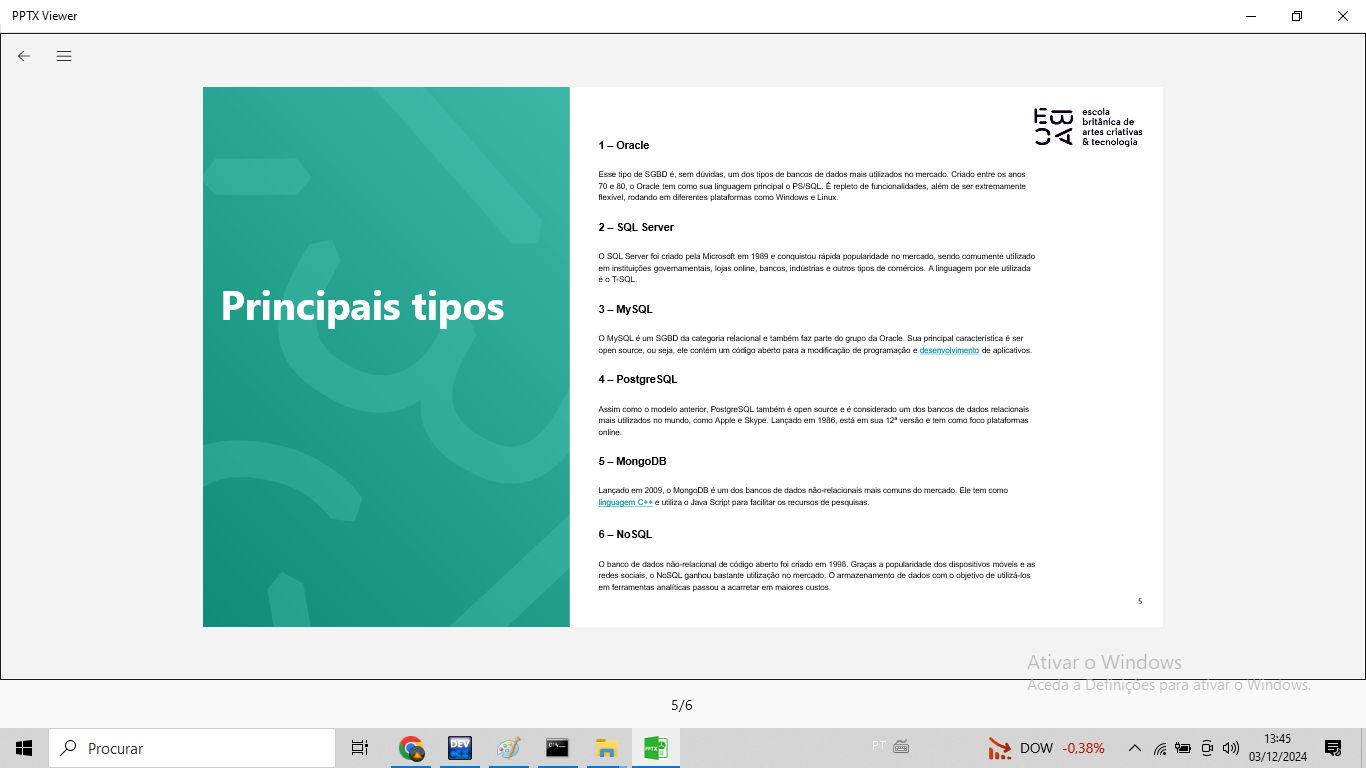 PPTX Viewer
escola
britânica de
artes criativas
& tecnologia
Principais tipos
1 – Oracle
Esse tipo de SGBD é, sem dúvidas, um dos tipos de bancos de dados mais utilizados no mercado. Criado entre os anos
70 e 80, o Oracle tem como sua linguagem principal o PS/SQL. É repleto de funcionalidades, além de ser extremamente
flexível, rodando em diferentes plataformas como Windows e Linux.
2 – SQL Server
O SQL Server foi criado pela Microsoft em 1989 e conquistou rápida popularidade no mercado, sendo comumente utilizado
em instituições governamentais, lojas online, bancos, indústrias e outros tipos de comércios. A linguagem por ele utilizada
é o T-SQL.
3 – MySQL
O MySQL é um SGBD da categoria relacional e também faz parte do grupo da Oracle. Sua principal característica é ser
open source, ou seja, ele contém um código aberto para a modificação de programação e desenvolvimento de aplicativos.
4 – PostgreSQL
Assim como o modelo anterior, PostgreSQL também é open source e é considerado um dos bancos de dados relacionais
mais utilizados no mundo, como Apple e Skype. Lançado em 1986, está em sua 12ª versão e tem como foco plataformas
online.
5 – MongoDB
Lançado em 2009, o MongoDB é um dos bancos de dados não-relacionais mais comuns do mercado. Ele tem como
linguagem C++ e utiliza o Java Script para facilitar os recursos de pesquisas.
6 – NoSQL
O banco de dados não-relacional de código aberto foi criado em 1998. Graças a popularidade dos dispositivos móveis e as
redes sociais, o NoSQL ganhou bastante utilização no mercado. O armazenamento de dados com o objetivo de utilizá-los
em ferramentas analíticas passou a acarretar em maiores custos.
5
Ativar o Windows
Aceda a Definições para ativar o Windows.
5/6
Procurar
DEV
C++
PPTX
PT
DOW -0,38%
13:45
03/12/2024